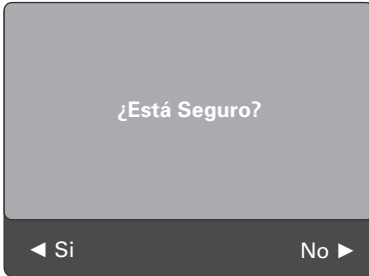 ¿Está Seguro?
◄ Si
No ►